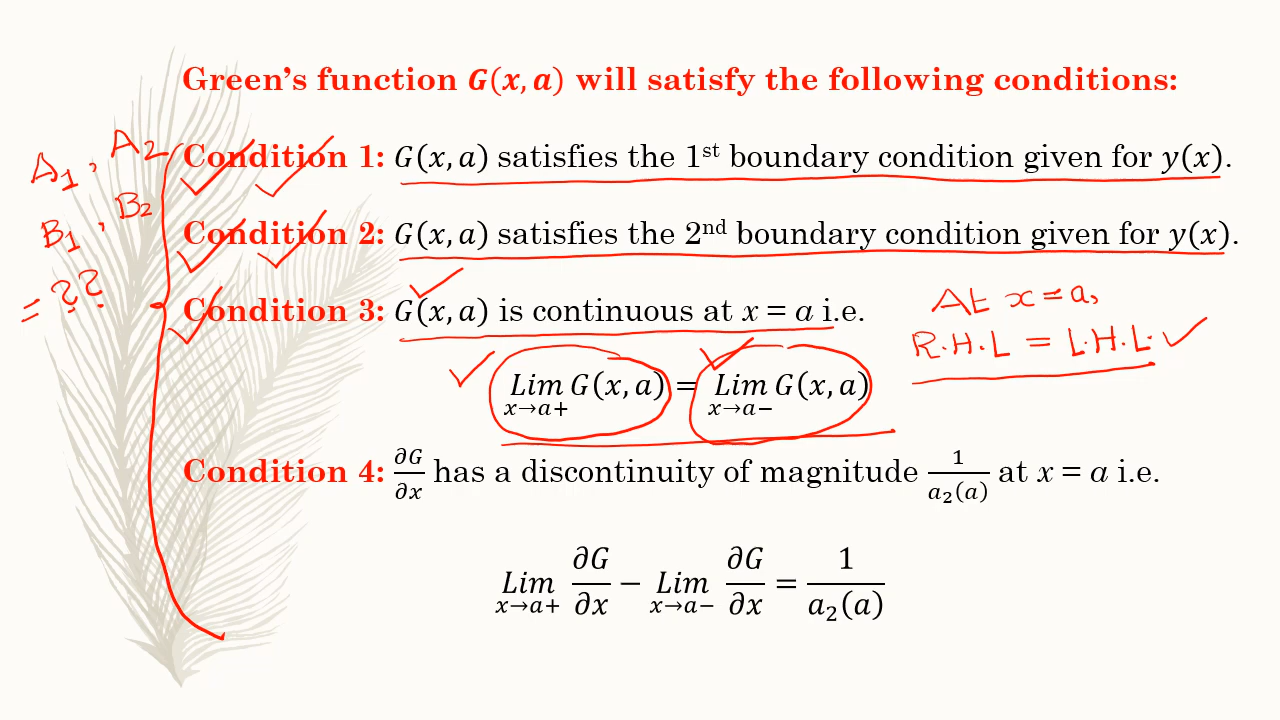 Green's function G(x, a) will satisfy the following conditions:
A₁, A₂
B₁, B₂
= ??
Condition 1: G(x, a) satisfies the 1st boundary condition given for y(x).
Condition 2: G(x, a) satisfies the 2nd boundary condition given for y(x).
Condition 3: G(x, a) is continuous at x = a i.e.
At x = a,
R.H.L = L.H.L.
Lim x→a+ G(x, a) = Lim x→a− G(x, a)
Condition 4: ∂G/∂x has a discontinuity of magnitude 1/a₂(a) at x = a i.e.
Lim x→a+ ∂G/∂x − Lim x→a− ∂G/∂x = 1/a₂(a)